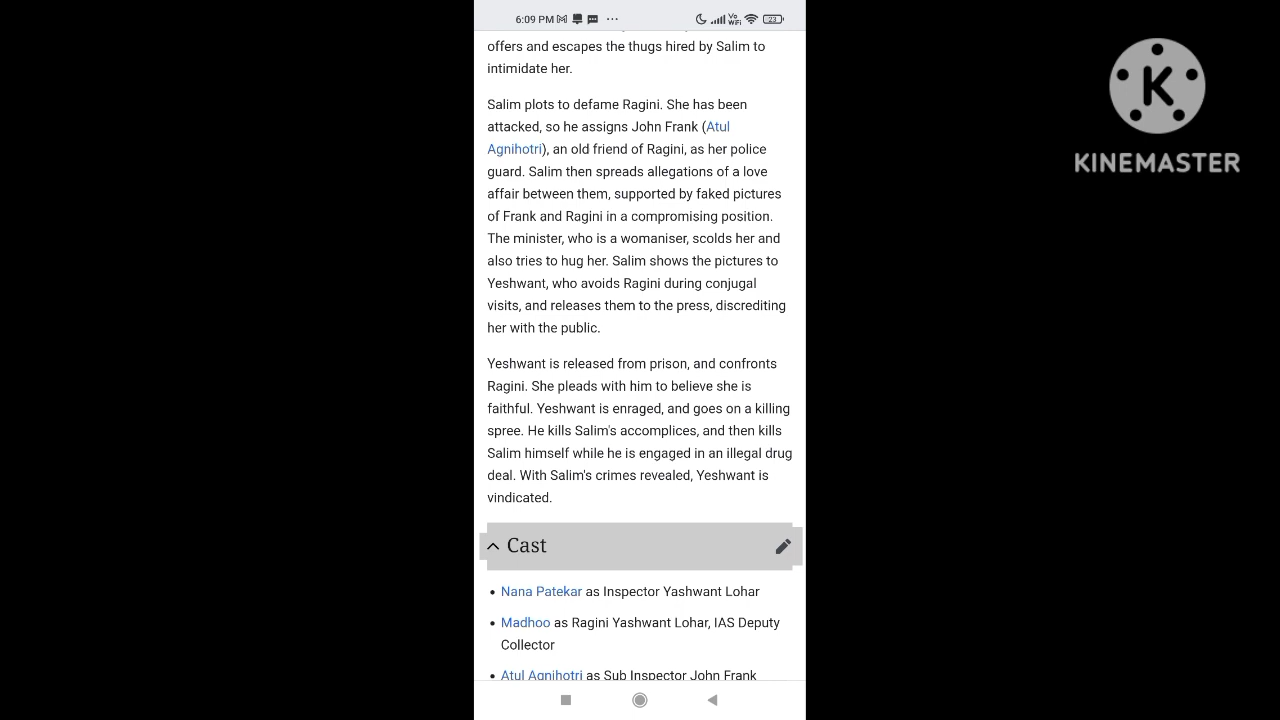 6:09 PM
Vo
WiFi
23
offers and escapes the thugs hired by Salim to
intimidate her.
Salim plots to defame Ragini. She has been
attacked, so he assigns John Frank (Atul
Agnihotri), an old friend of Ragini, as her police
guard. Salim then spreads allegations of a love
affair between them, supported by faked pictures
of Frank and Ragini in a compromising position.
The minister, who is a womaniser, scolds her and
also tries to hug her. Salim shows the pictures to
Yeshwant, who avoids Ragini during conjugal
visits, and releases them to the press, discrediting
her with the public.
Yeshwant is released from prison, and confronts
Ragini. She pleads with him to believe she is
faithful. Yeshwant is enraged, and goes on a killing
spree. He kills Salim's accomplices, and then kills
Salim himself while he is engaged in an illegal drug
deal. With Salim's crimes revealed, Yeshwant is
vindicated.
Cast
• Nana Patekar as Inspector Yashwant Lohar
• Madhoo as Ragini Yashwant Lohar, IAS Deputy
Collector
• Atul Agnihotri as Sub Inspector John Frank
K
KINEMASTER